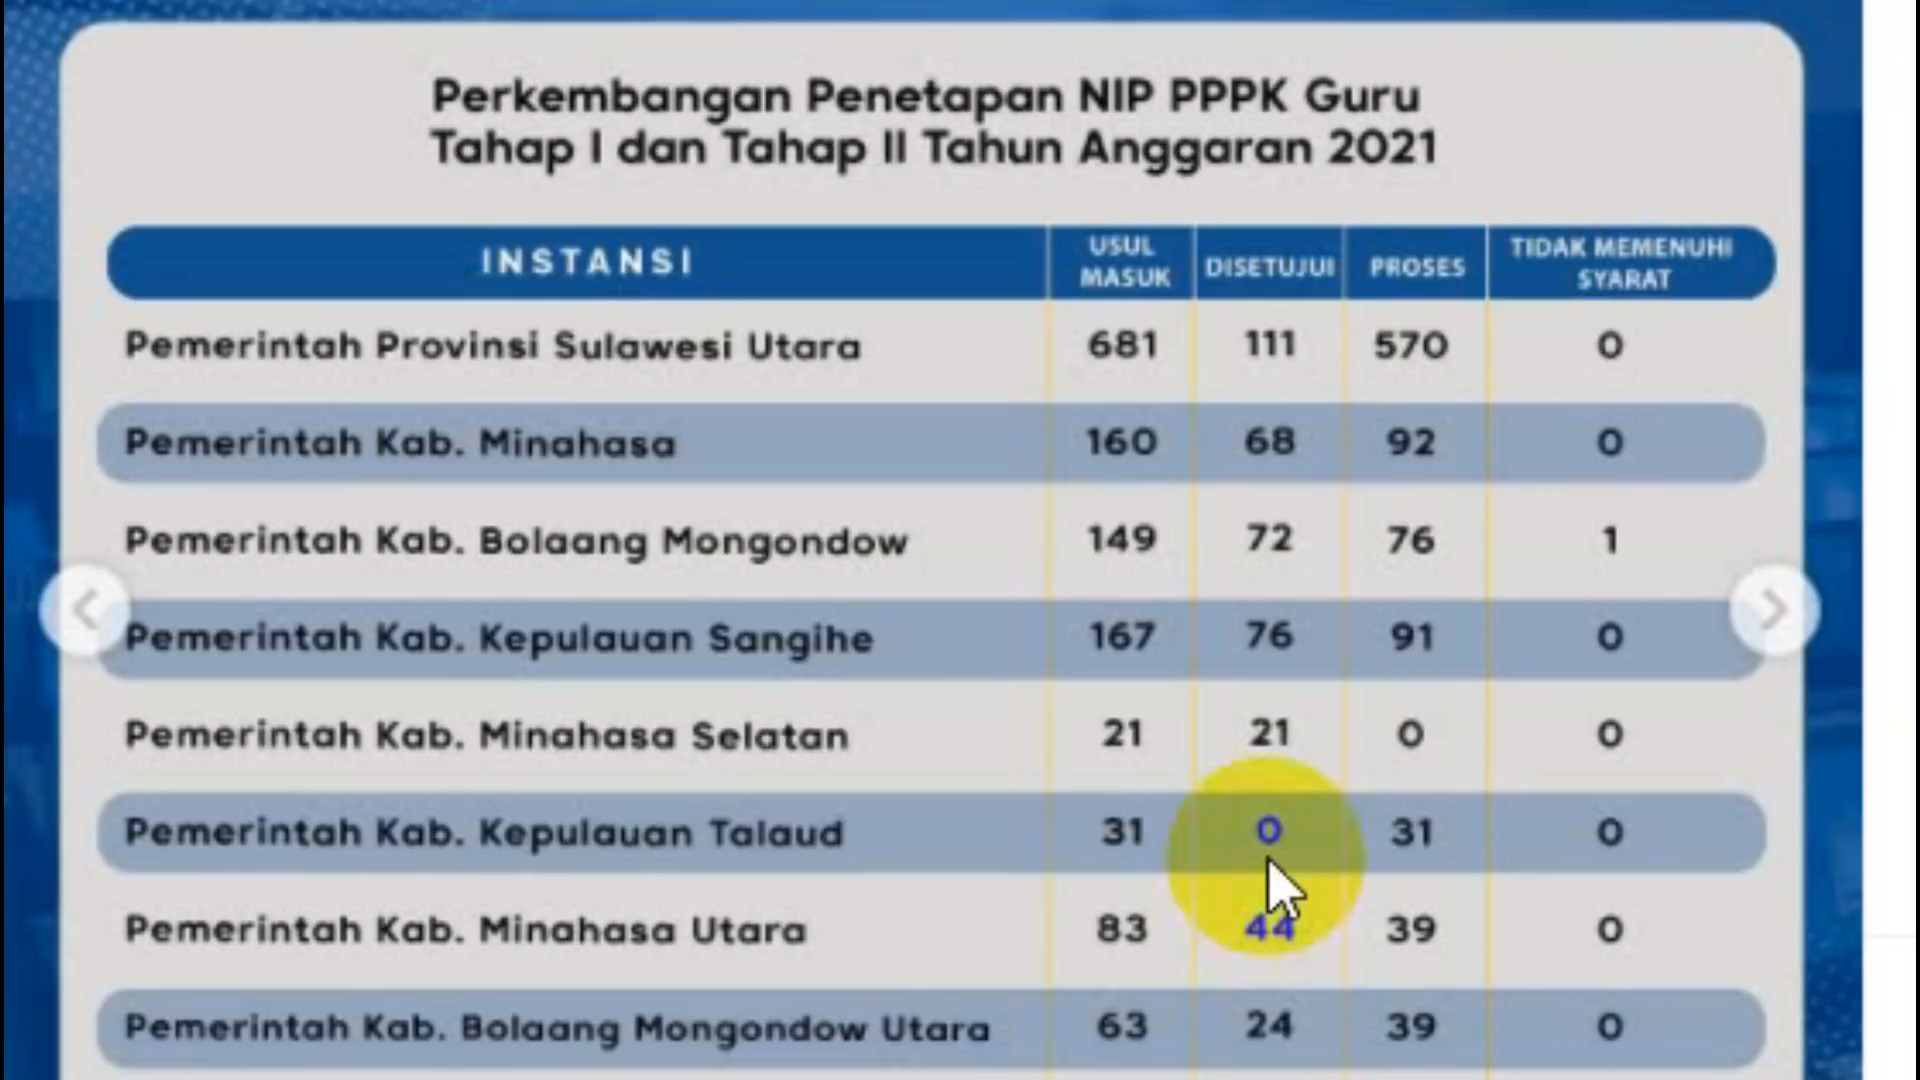 Perkembangan Penetapan NIP PPPK Guru
Tahap I dan Tahap II Tahun Anggaran 2021
INSTANSI USUL MASUK DISETUJUI PROSES TIDAK MEMENUHI SYARAT
Pemerintah Provinsi Sulawesi Utara 681 111 570 0
Pemerintah Kab. Minahasa 160 68 92 0
Pemerintah Kab. Bolaang Mongondow 149 72 76 1
Pemerintah Kab. Kepulauan Sangihe 167 76 91 0
Pemerintah Kab. Minahasa Selatan 21 21 0 0
Pemerintah Kab. Kepulauan Talaud 31 0 31 0
Pemerintah Kab. Minahasa Utara 83 44 39 0
Pemerintah Kab. Bolaang Mongondow Utara 63 24 39 0